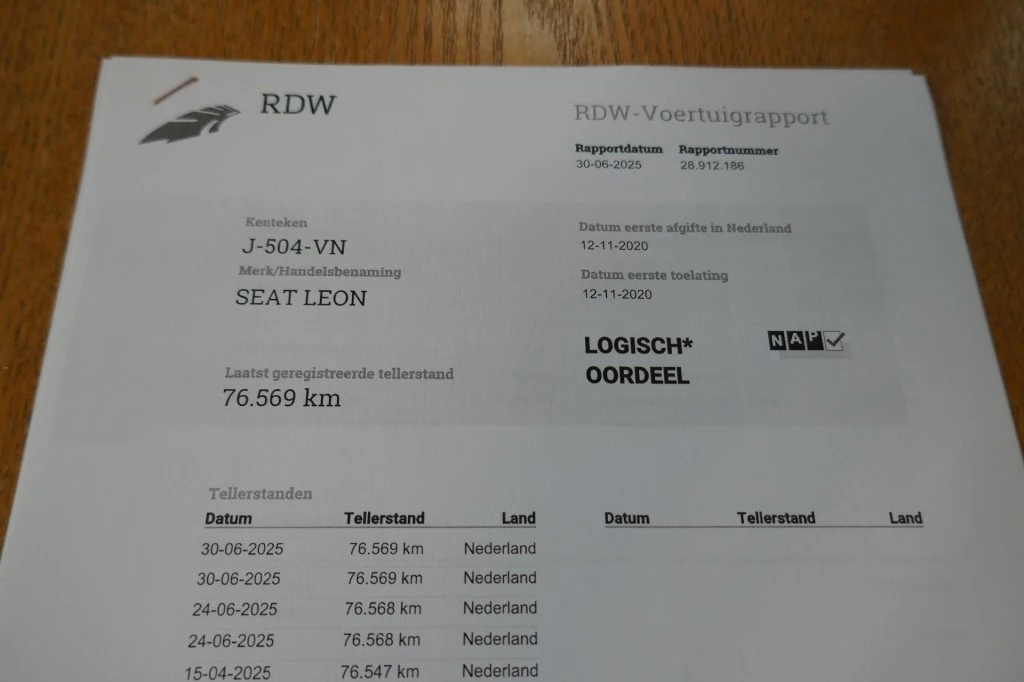 RDW
RDW-Voertuigrapport
Rapportdatum Rapportnummer
30-06-2025 28.912.186
Kenteken
J-504-VN
Merk/Handelsbenaming
SEAT LEON
Laatst geregistreerde tellerstand
76.569 km
Datum eerste afgifte in Nederland
12-11-2020
Datum eerste toelating
12-11-2020
LOGISCH*
OORDEEL
NAP
Tellerstanden
Datum Tellerstand Land
30-06-2025 76.569 km Nederland
30-06-2025 76.569 km Nederland
24-06-2025 76.568 km Nederland
24-06-2025 76.568 km Nederland
15-04-2025 76.547 km Nederland
Datum Tellerstand Land